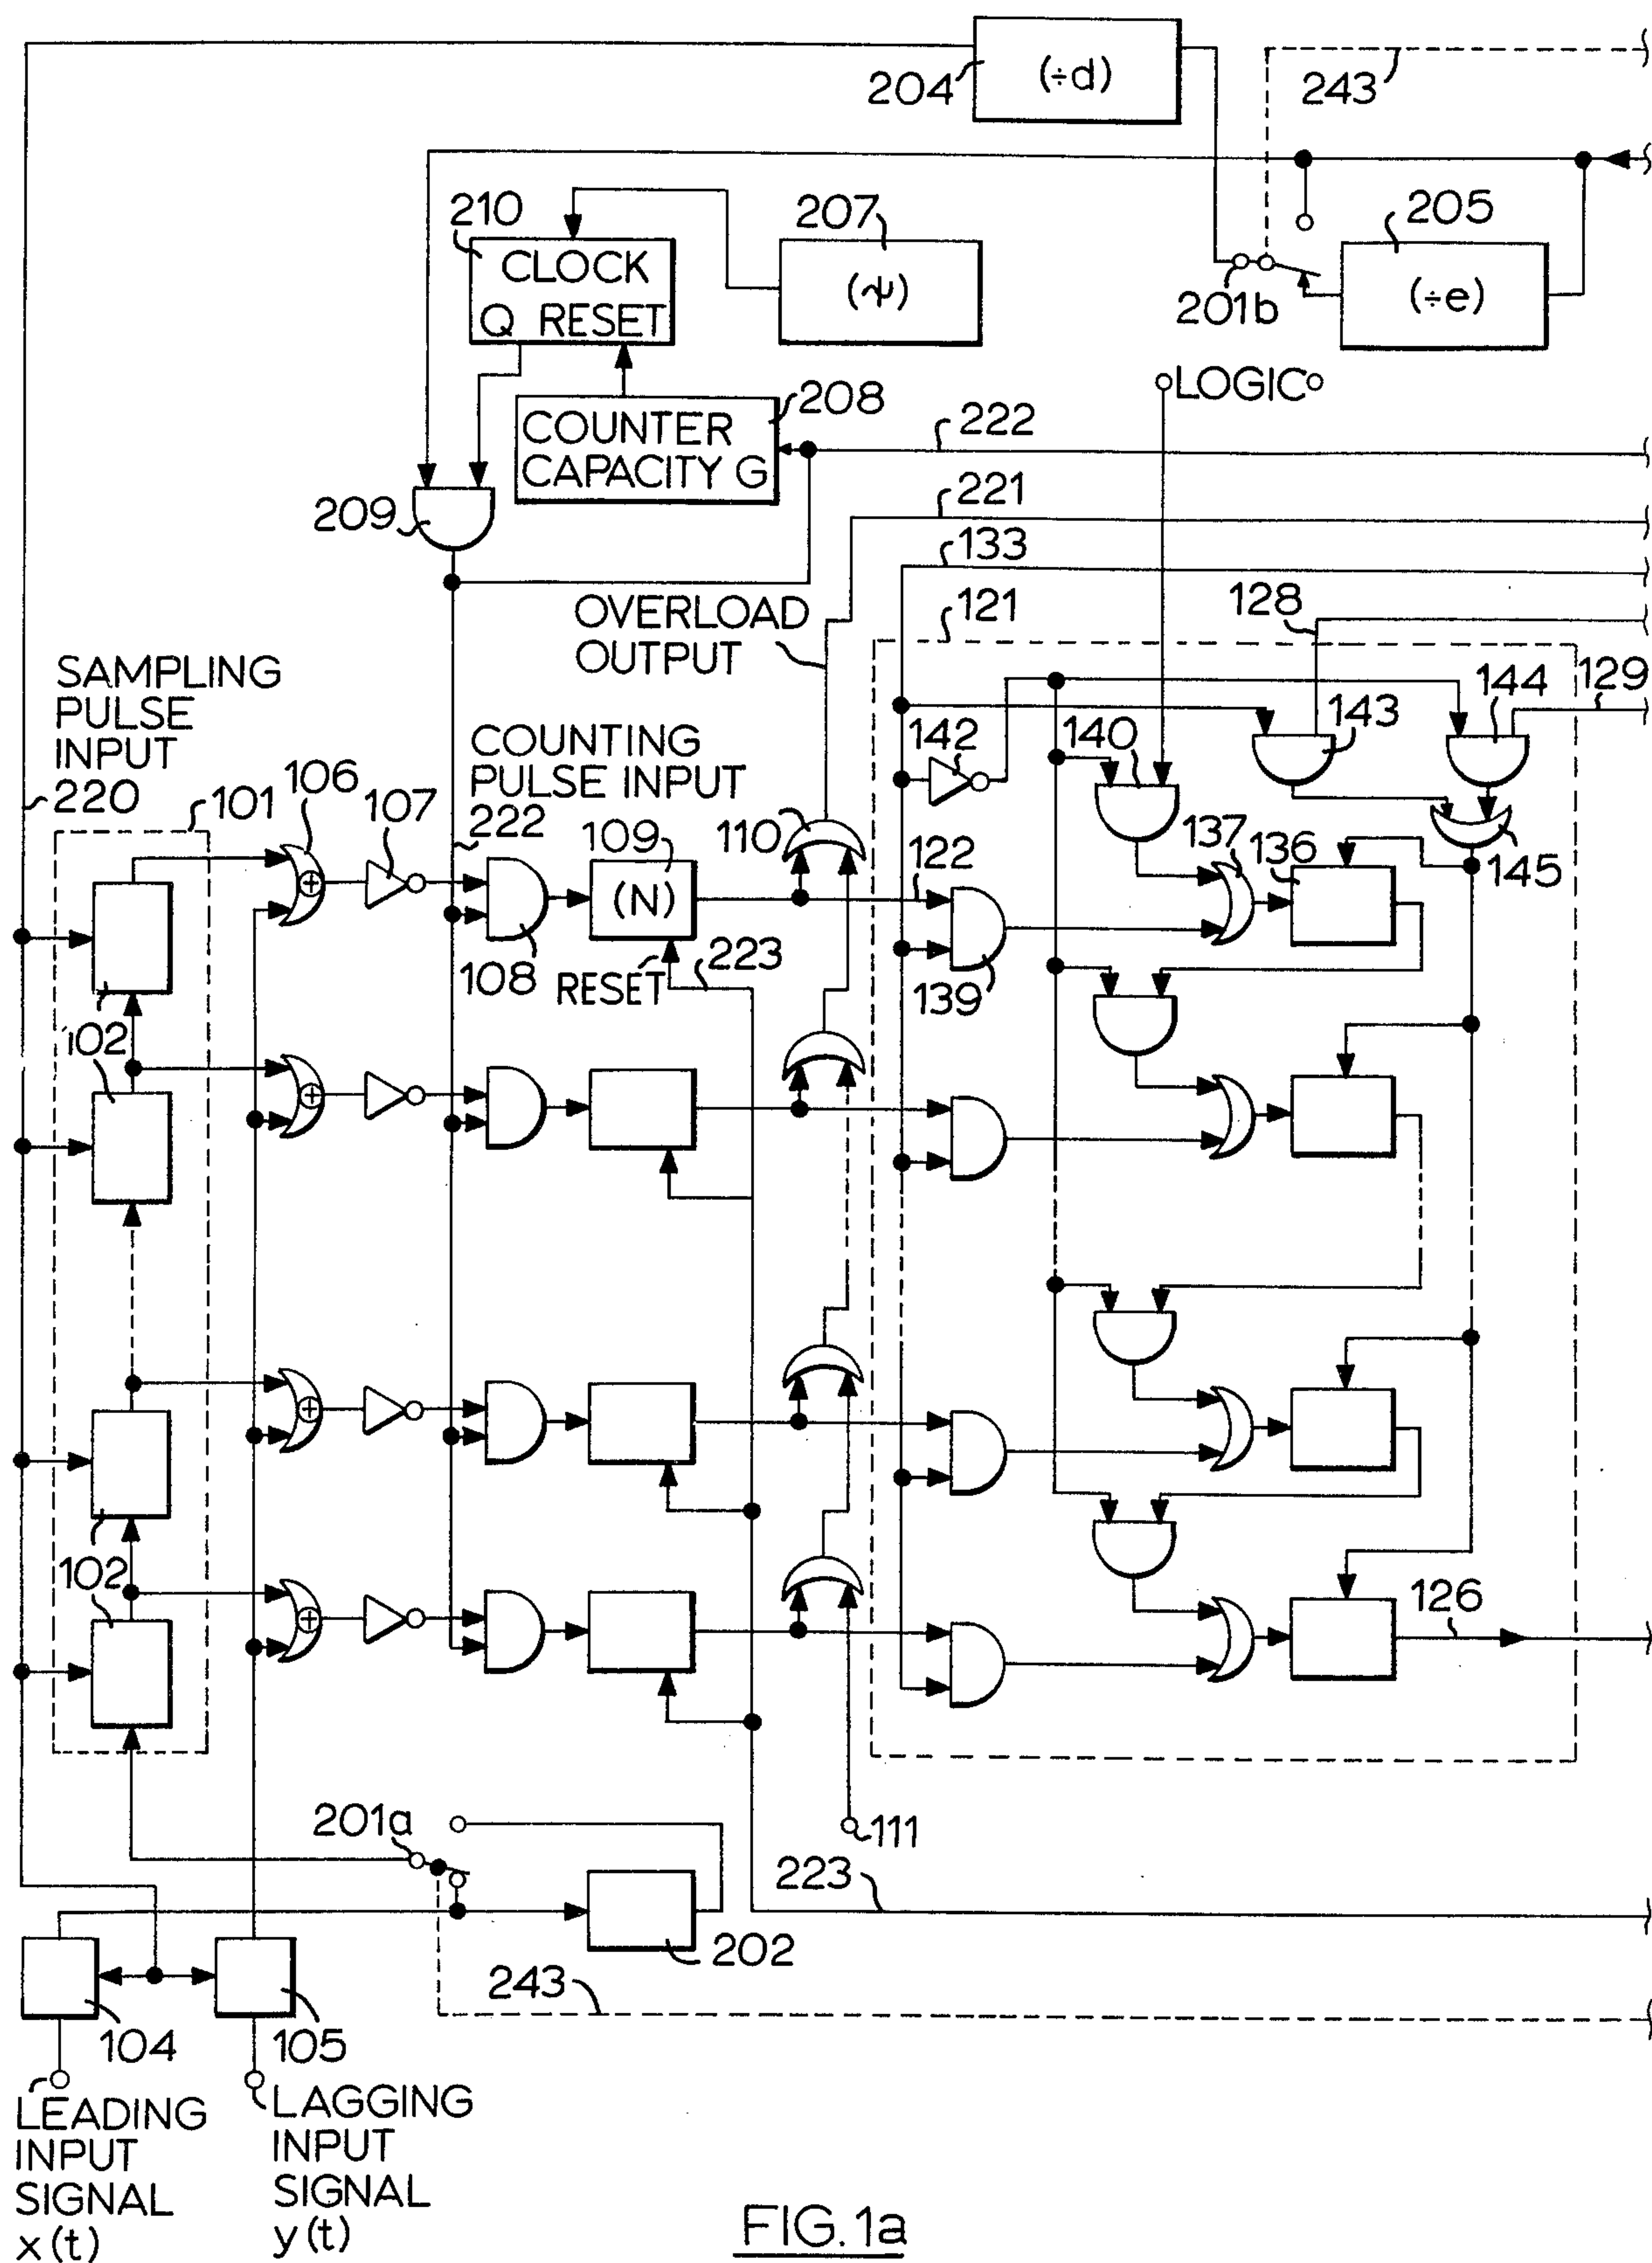 204
(÷d)
243
210
CLOCK
Q RESET
207
205
(÷e)
201b
LOGIC
208
COUNTER
CAPACITY G
222
209
221
133
OVERLOAD
OUTPUT
121
128
129
SAMPLING
PULSE
INPUT
220
101
106
107
COUNTING
PULSE INPUT
222
109
(N)
110
142
140
143
144
122
137
136
145
108
RESET
223
139
102
102
102
102
126
201a
111
202
223
243
104
105
LEADING
INPUT
SIGNAL
x(t)
LAGGING
INPUT
SIGNAL
y(t)
FIG. 1a